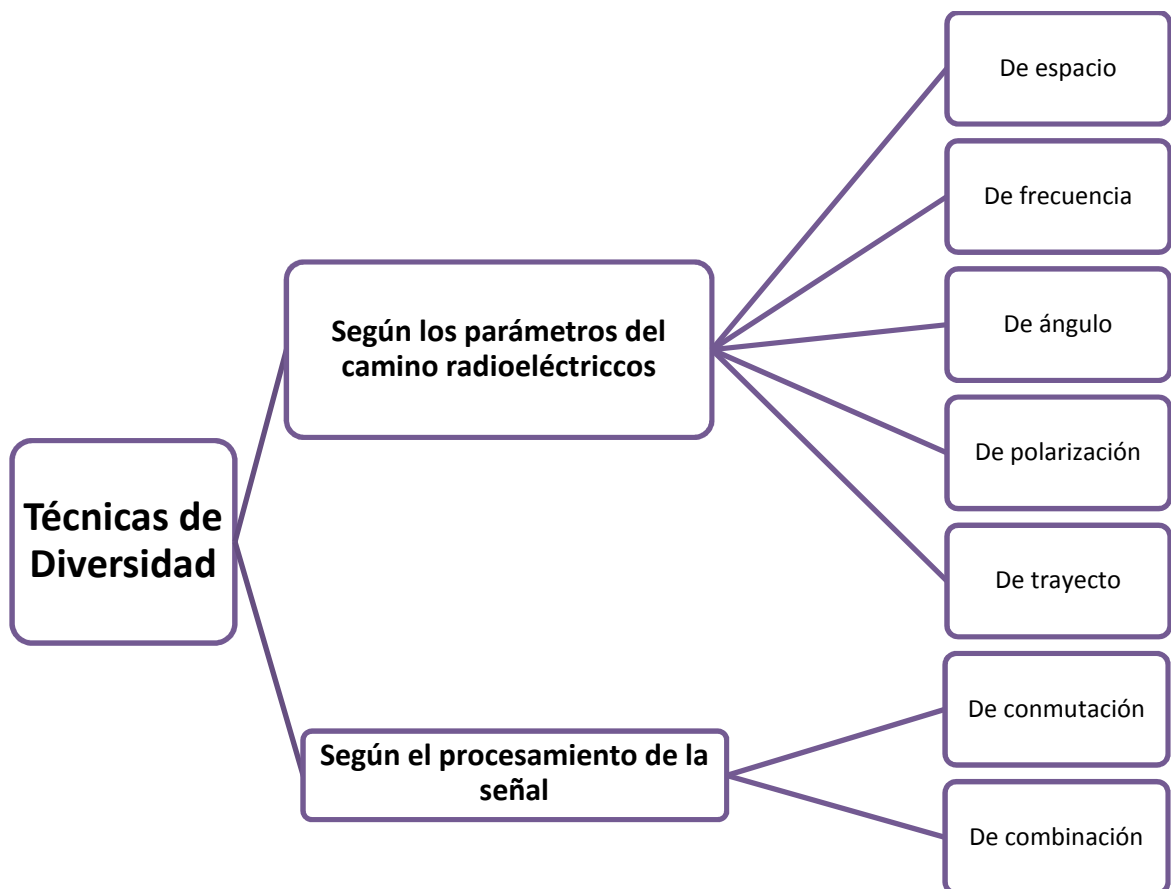 De espacio
De frecuencia
Según los parámetros del
camino radioeléctriccos
De ángulo
De polarización
Técnicas de
Diversidad
De trayecto
De conmutación
Según el procesamiento de la
señal
De combinación